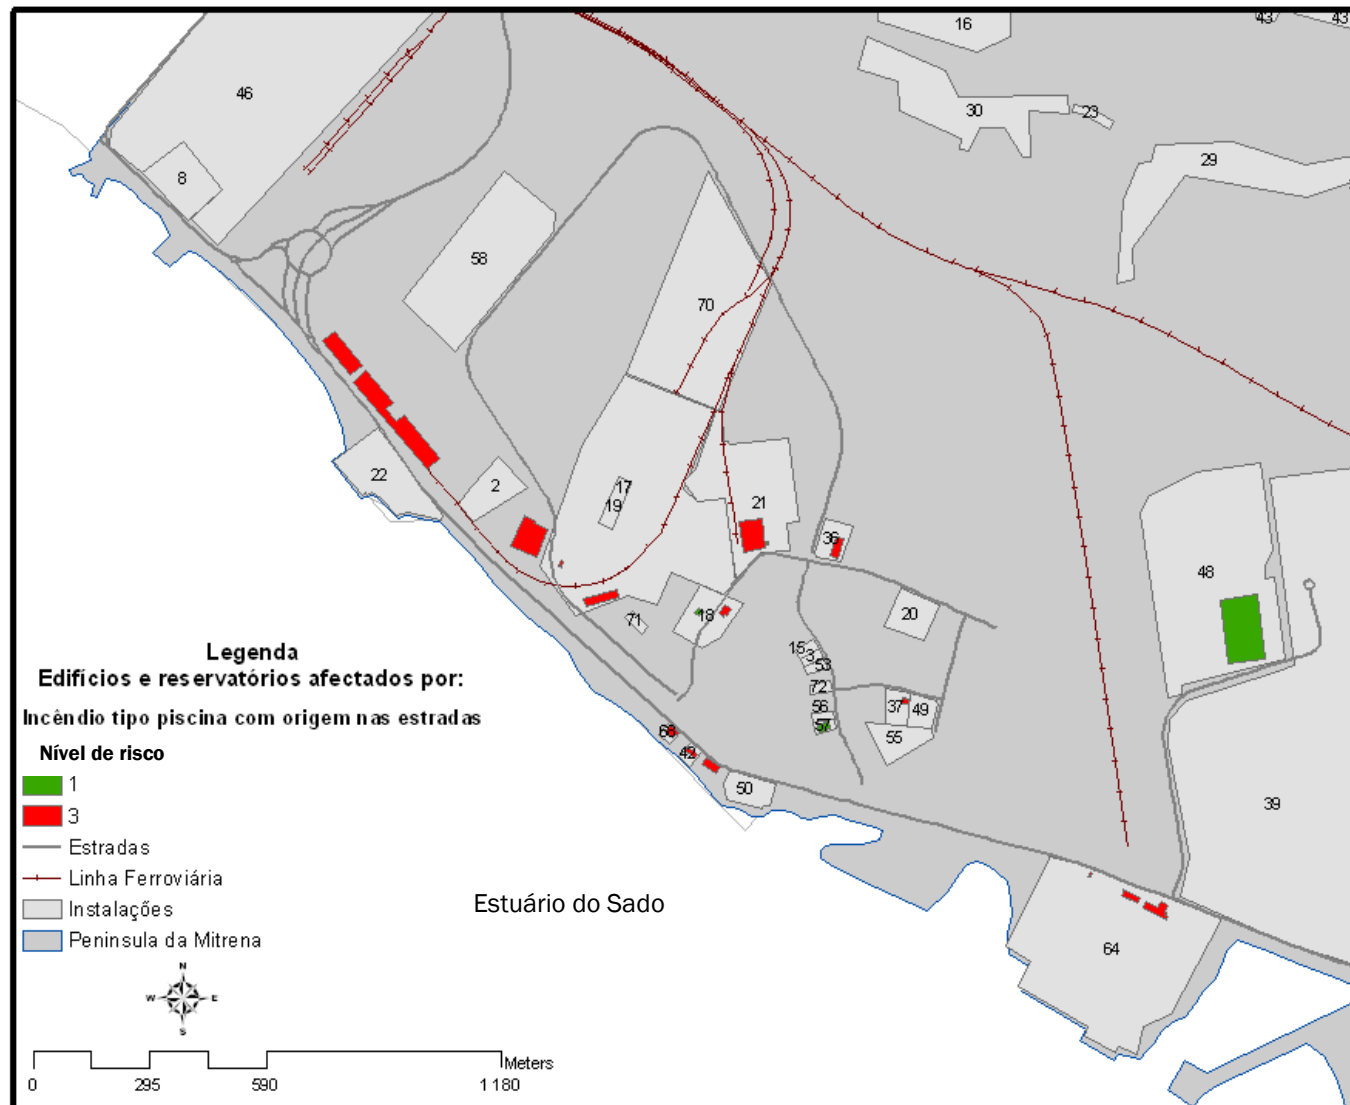 43
43
16
46
30
23
29
8
58
70
22
2
17
19
21
36
48
18
20
71
15
3
53
72
56
57
37
49
55
68
42
50
39
64
Estuário do Sado
Legenda
Edifícios e reservatórios afectados por:
Incêndio tipo piscina com origem nas estradas
Nível de risco
1
3
Estradas
Linha Ferroviária
Instalações
Peninsula da Mitrena
N
W E
S
Meters
0 295 590 1 180